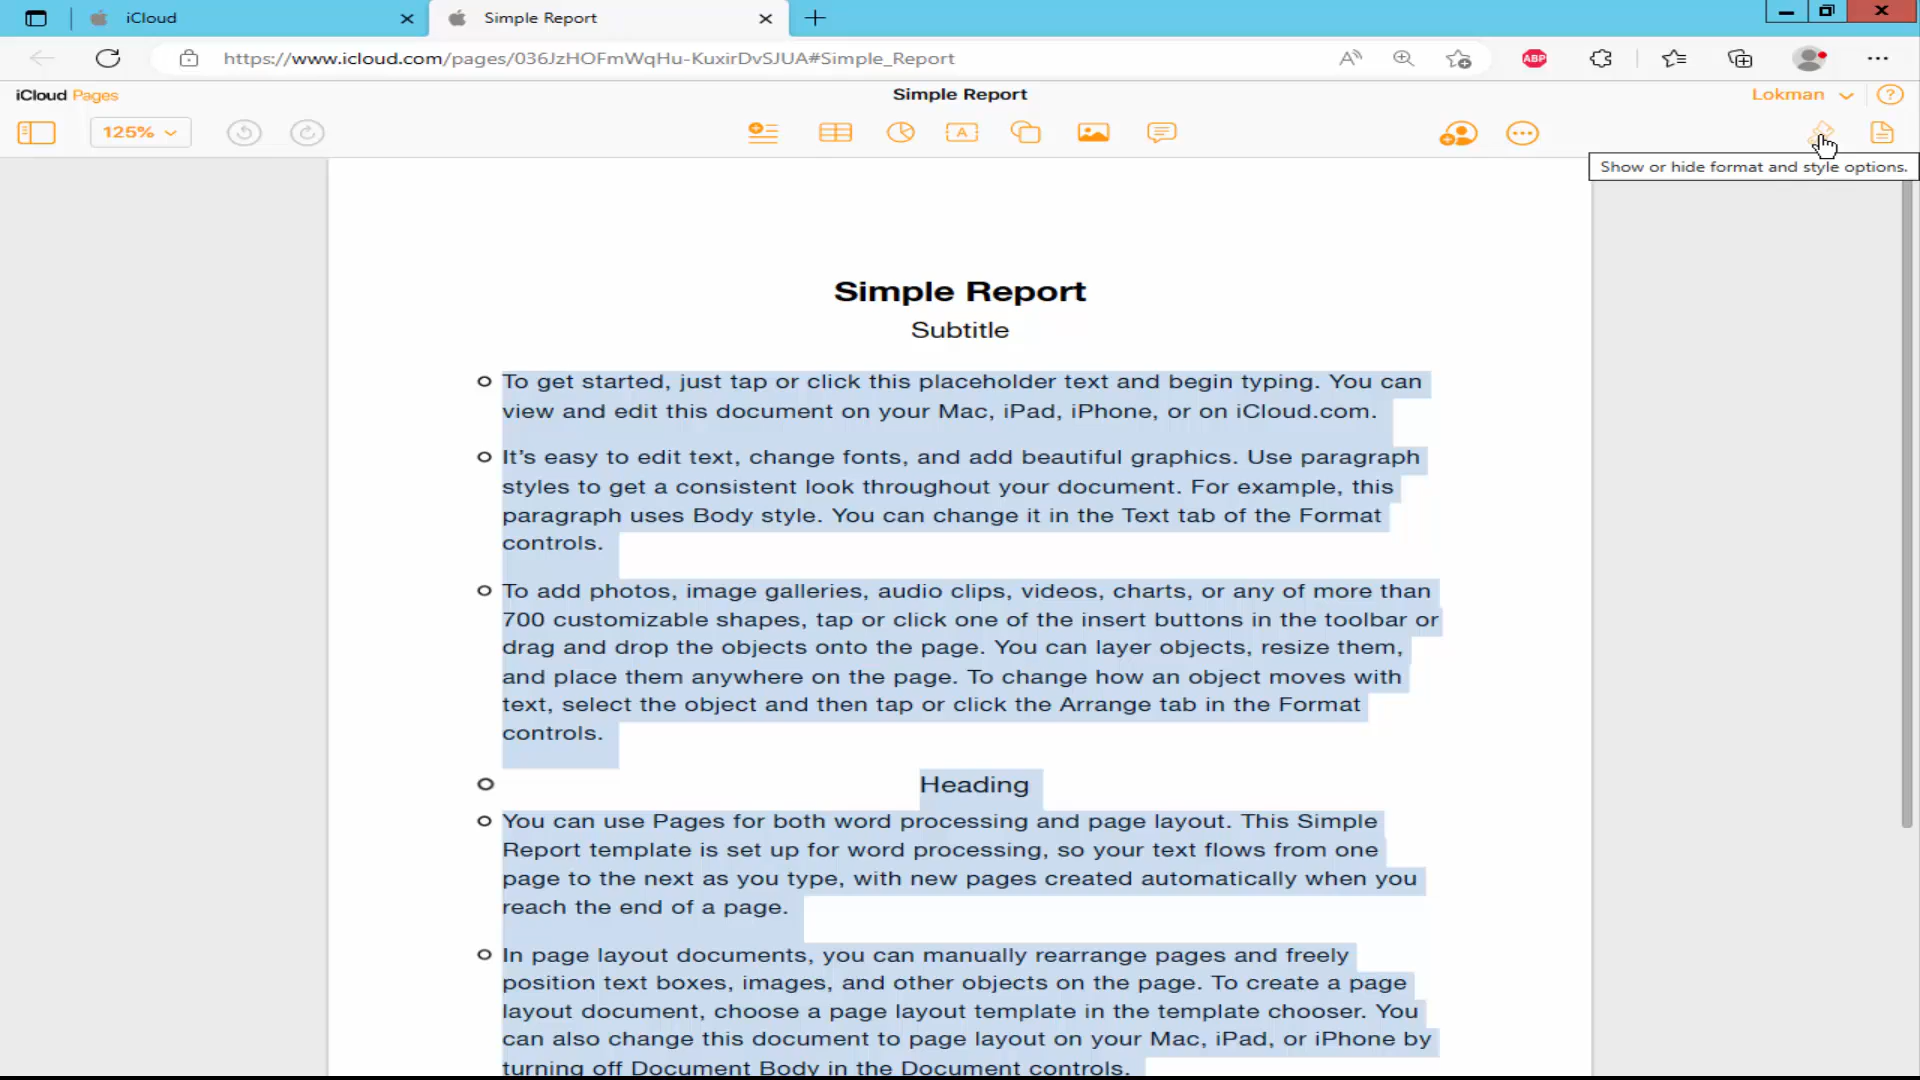 iCloud
Simple Report
https://www.icloud.com/pages/036JzHOFmWqHu-KuxirDvSJUA#Simple_Report
ABP
iCloud Pages
Simple Report
Lokman
?
125%
A
Show or hide format and style options.
Simple Report
Subtitle
To get started, just tap or click this placeholder text and begin typing. You can
view and edit this document on your Mac, iPad, iPhone, or on iCloud.com.
It’s easy to edit text, change fonts, and add beautiful graphics. Use paragraph
styles to get a consistent look throughout your document. For example, this
paragraph uses Body style. You can change it in the Text tab of the Format
controls.
To add photos, image galleries, audio clips, videos, charts, or any of more than
700 customizable shapes, tap or click one of the insert buttons in the toolbar or
drag and drop the objects onto the page. You can layer objects, resize them,
and place them anywhere on the page. To change how an object moves with
text, select the object and then tap or click the Arrange tab in the Format
controls.
Heading
You can use Pages for both word processing and page layout. This Simple
Report template is set up for word processing, so your text flows from one
page to the next as you type, with new pages created automatically when you
reach the end of a page.
In page layout documents, you can manually rearrange pages and freely
position text boxes, images, and other objects on the page. To create a page
layout document, choose a page layout template in the template chooser. You
can also change this document to page layout on your Mac, iPad, or iPhone by
turning off Document Body in the Document controls.